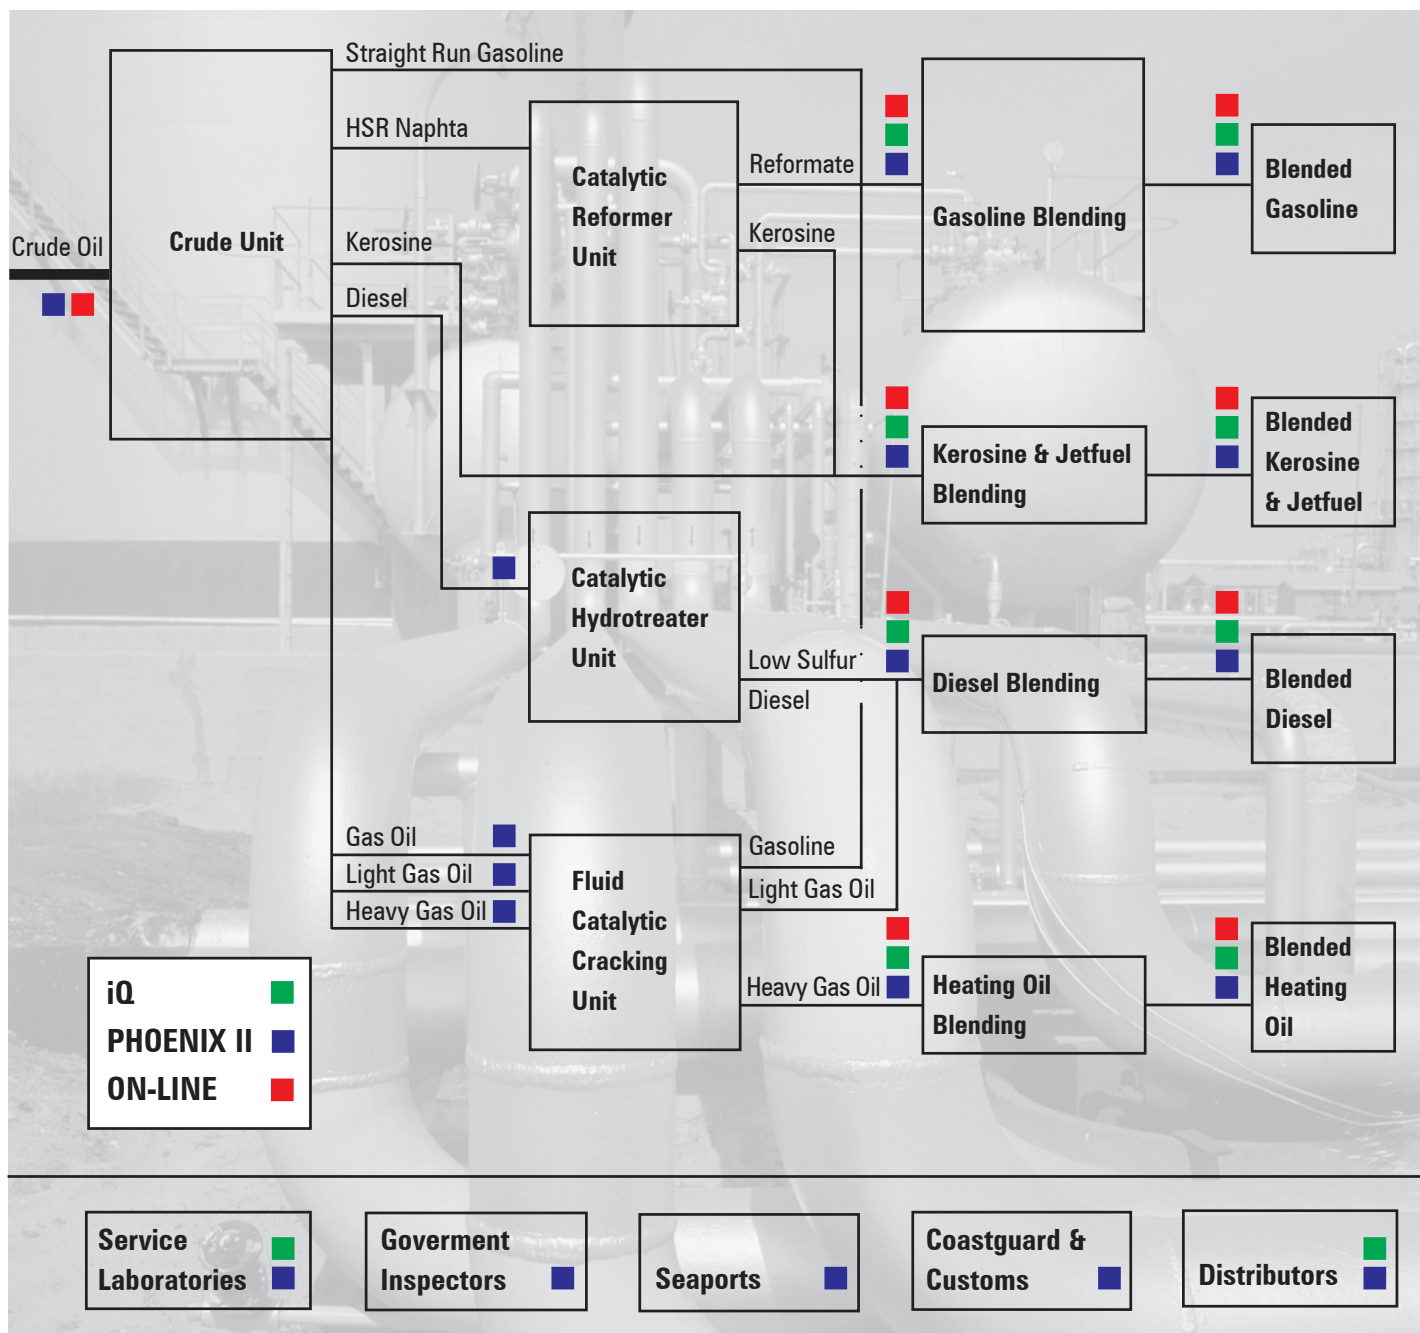 Straight Run Gasoline
HSR Naphta
Catalytic
Reformer
Unit
Reformate
Kerosine
Gasoline Blending
Blended
Gasoline
Crude Oil
Crude Unit
Kerosine
Diesel
Kerosine & Jetfuel
Blending
Blended
Kerosine
& Jetfuel
Catalytic
Hydrotreater
Unit
Low Sulfur
Diesel
Diesel Blending
Blended
Diesel
Gas Oil
Light Gas Oil
Heavy Gas Oil
Fluid
Catalytic
Cracking
Unit
Gasoline
Light Gas Oil
Heavy Gas Oil
Heating Oil
Blending
Blended
Heating
Oil
iQ
PHOENIX II
ON-LINE
Service
Laboratories
Goverment
Inspectors
Seaports
Coastguard &
Customs
Distributors